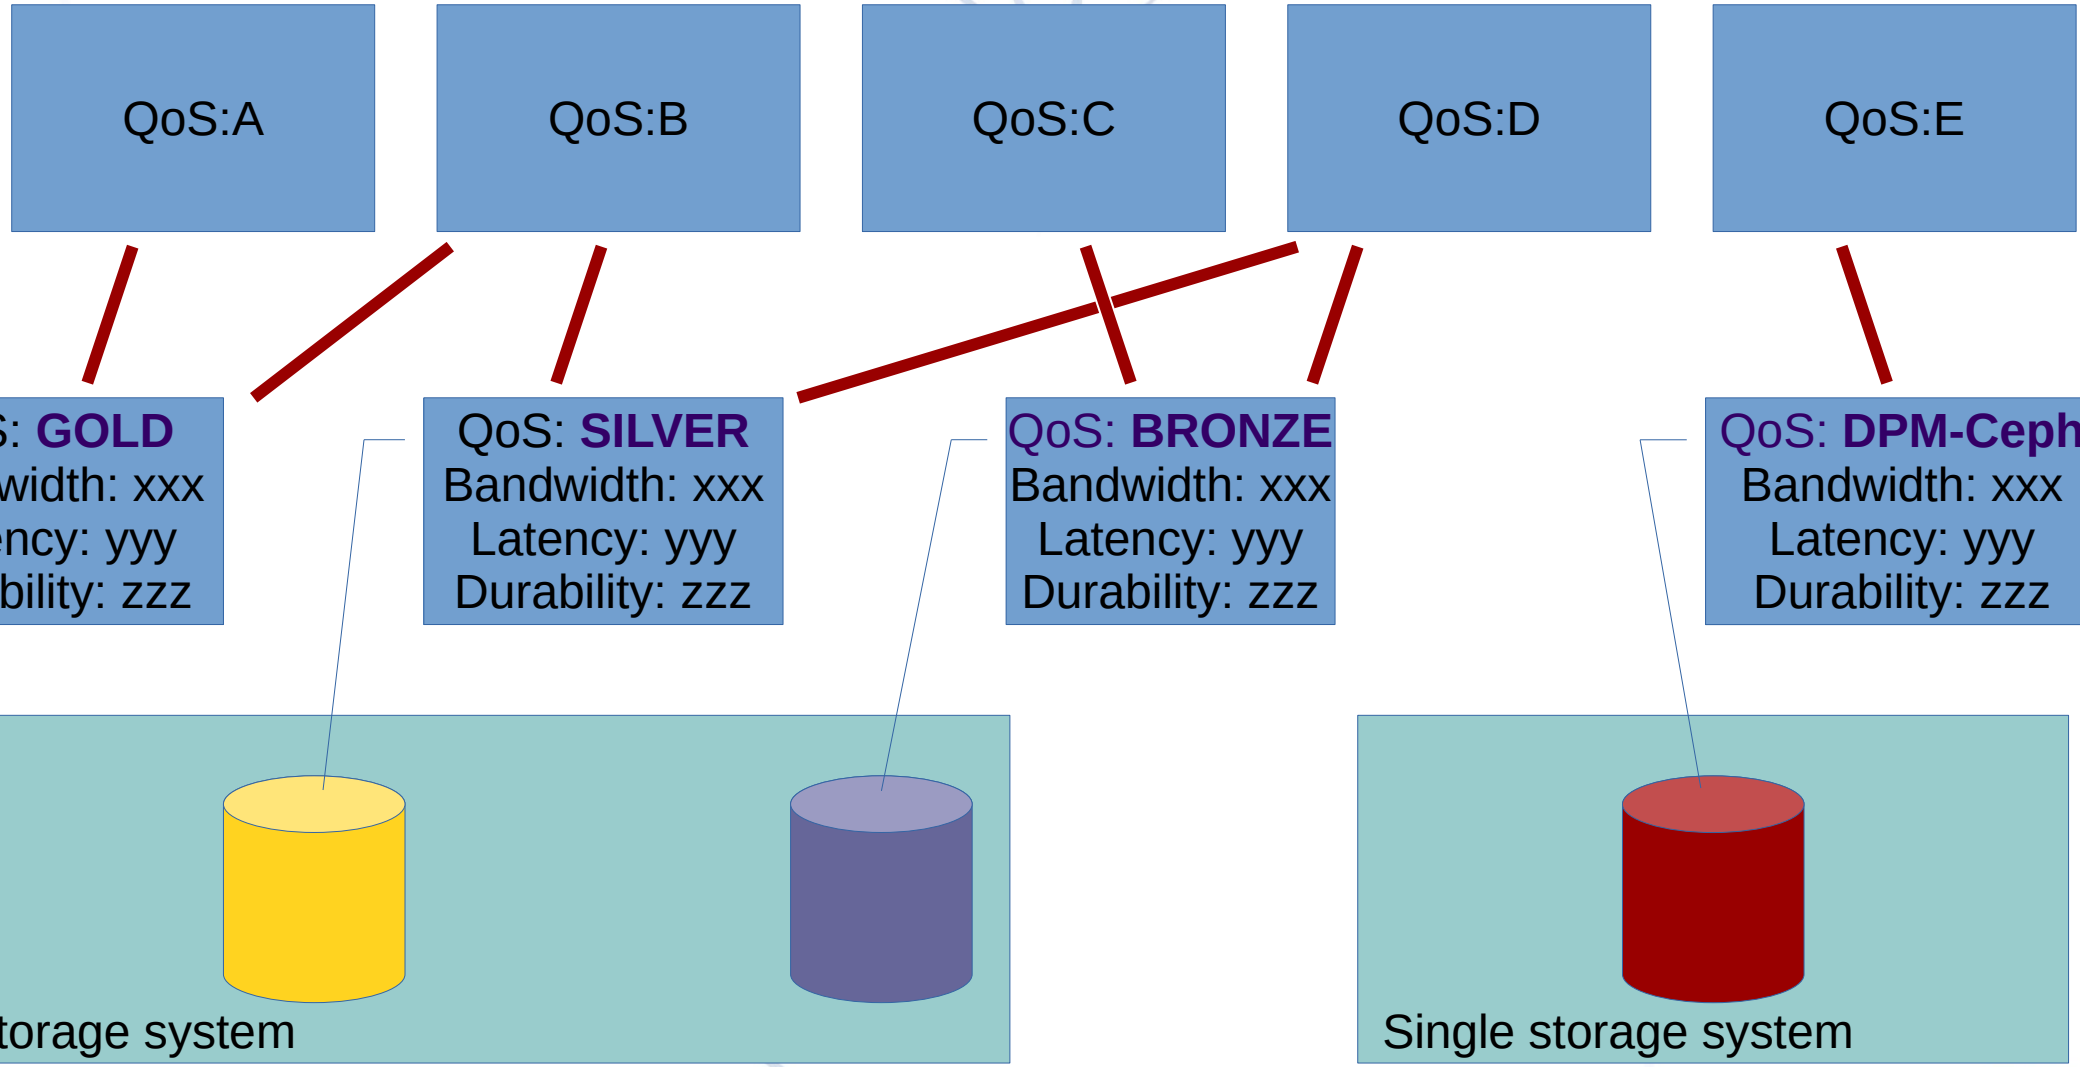 QoS:A
QoS:B
QoS:C
QoS:D
QoS:E
S: GOLD
width: xxx
ency: yyy
bility: zzz
QoS: SILVER
Bandwidth: xxx
Latency: yyy
Durability: zzz
QoS: BRONZE
Bandwidth: xxx
Latency: yyy
Durability: zzz
QoS: DPM-Ceph
Bandwidth: xxx
Latency: yyy
Durability: zzz
torage system
Single storage system